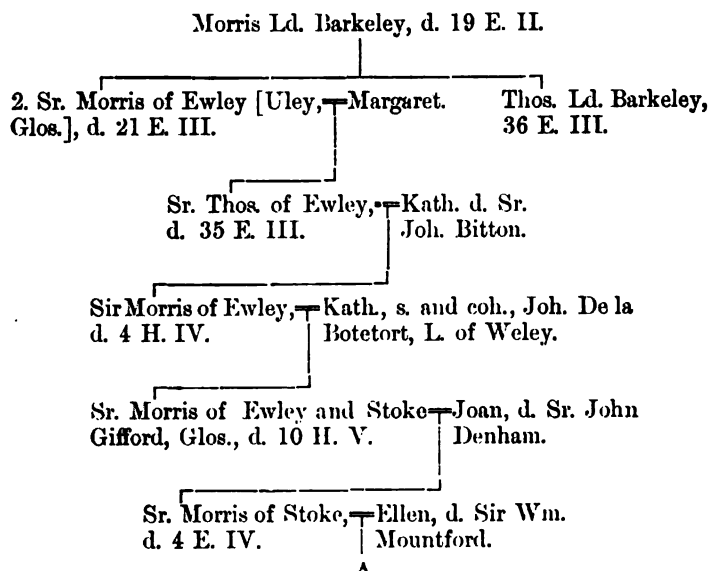 Morris Ld. Barkeley, d. 19 E. II.
2. Sr. Morris of Ewley [Uley, Glos.], d. 21 E. III.
Margaret.
Thos. Ld. Barkeley, 36 E. III.
Sr. Thos. of Ewley,
d. 35 E. III.
Kath. d. Sr.
Joh. Bitton.
Sir Morris of Ewley,
d. 4 H. IV.
Kath., s. and coh., Joh. De la
Botetort, L. of Weley.
Sr. Morris of Ewley and Stoke
Gifford, Glos., d. 10 H. V.
Joan, d. Sr. John
Denham.
Sr. Morris of Stoke,
d. 4 E. IV.
Ellen, d. Sir Wm.
Mountford.
A